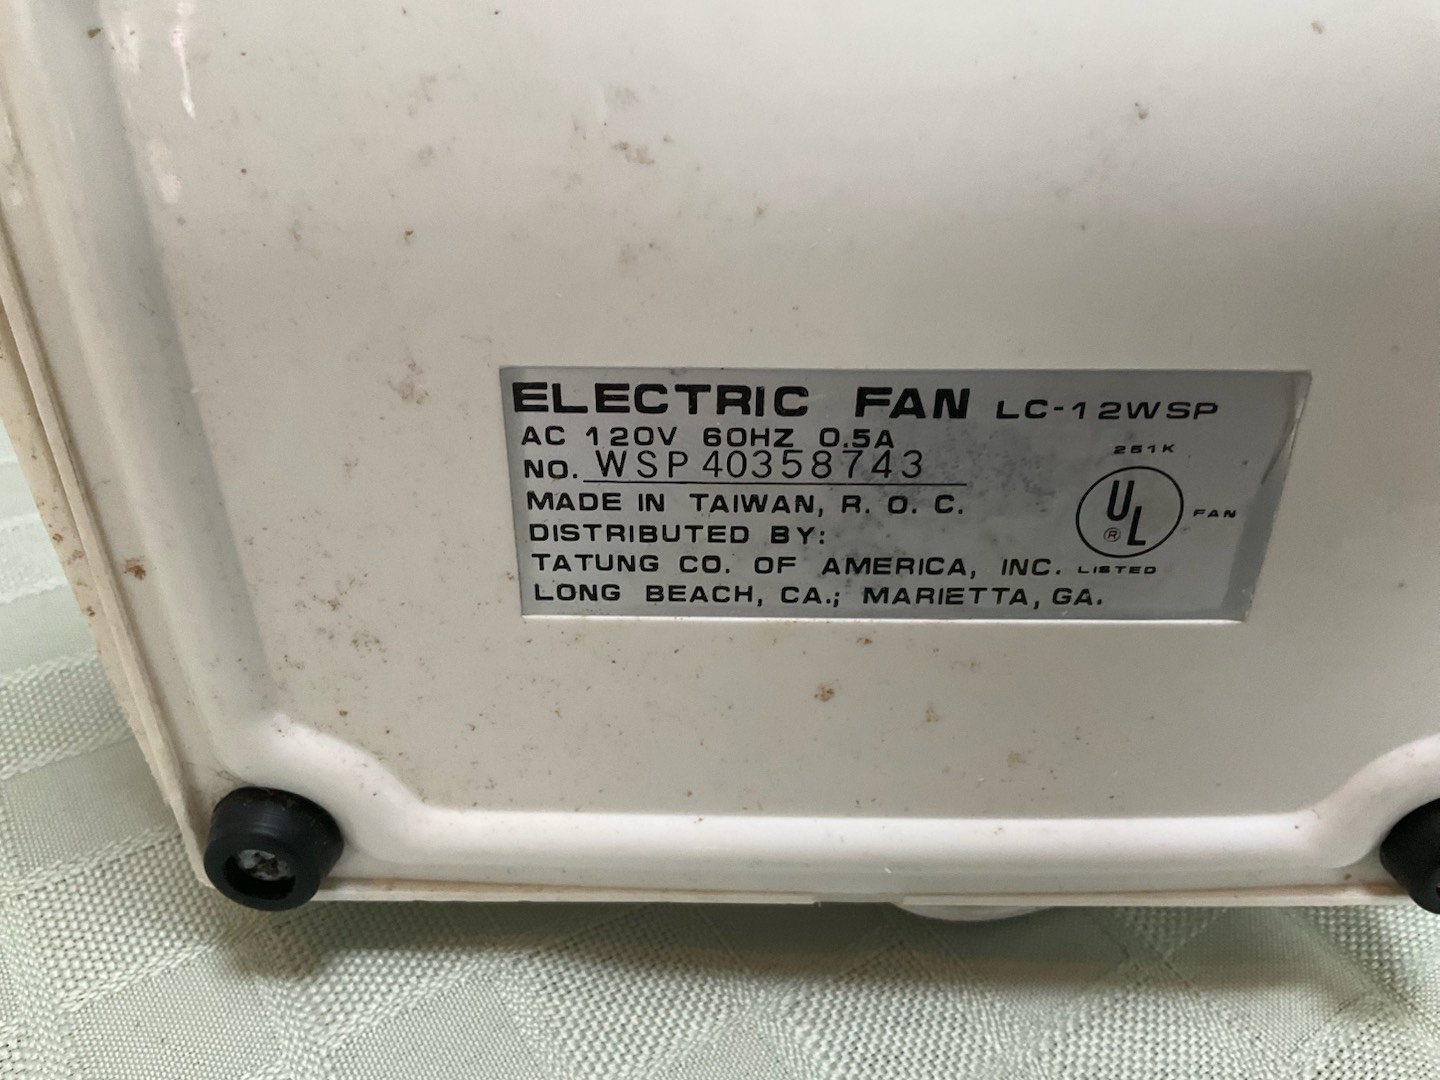 ELECTRIC FAN LC-12WSP
AC 120V 60HZ 0.5A
NO. WSP40358743
MADE IN TAIWAN, R. O. C.
DISTRIBUTED BY:
TATUNG CO. OF AMERICA, INC.
LONG BEACH, CA.; MARIETTA, GA.
251K
UL ® FAN
LISTED